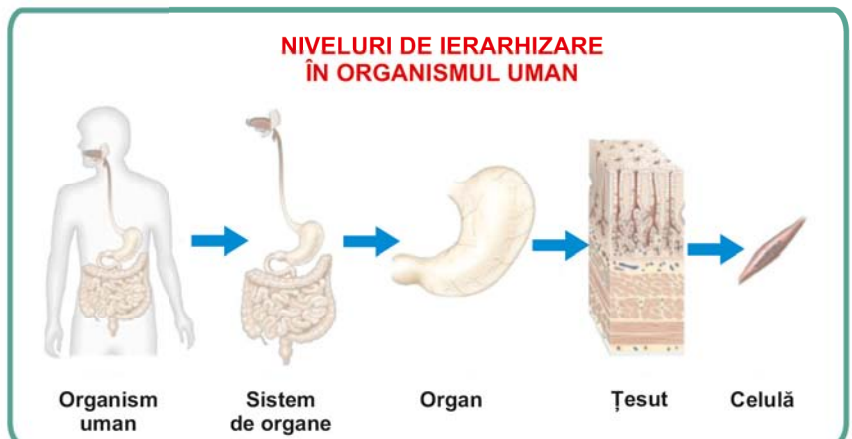 NIVELURI DE IERARHIZARE
ÎN ORGANISMUL UMAN
Organism
uman
Sistem
de organe
Organ
Țesut
Celulă